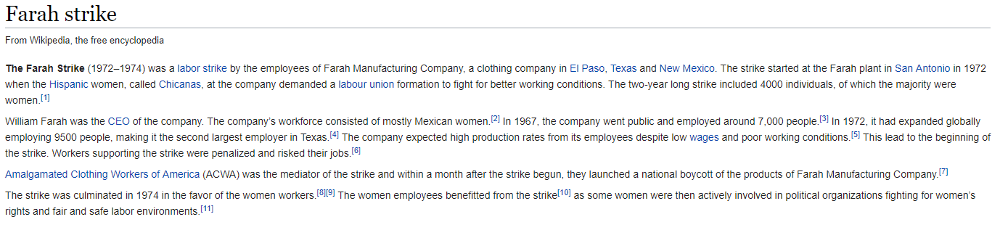 Farah strike
From Wikipedia, the free encyclopedia
The Farah Strike (1972–1974) was a labor strike by the employees of Farah Manufacturing Company, a clothing company in El Paso, Texas and New Mexico. The strike started at the Farah plant in San Antonio in 1972
when the Hispanic women, called Chicanas, at the company demanded a labour union formation to fight for better working conditions. The two-year long strike included 4000 individuals, of which the majority were
women.[1]
William Farah was the CEO of the company. The company's workforce consisted of mostly Mexican women.[2] In 1967, the company went public and employed around 7,000 people.[3] In 1972, it had expanded globally
employing 9500 people, making it the second largest employer in Texas.[4] The company expected high production rates from its employees despite low wages and poor working conditions.[5] This lead to the beginning of
the strike. Workers supporting the strike were penalized and risked their jobs.[6]
Amalgamated Clothing Workers of America (ACWA) was the mediator of the strike and within a month after the strike begun, they launched a national boycott of the products of Farah Manufacturing Company.[7]
The strike was culminated in 1974 in the favor of the women workers.[8][9] The women employees benefitted from the strike[10] as some women were then actively involved in political organizations fighting for women's
rights and fair and safe labor environments.[11]